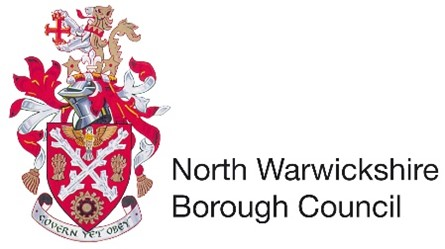 GOVERN YET OBEY
North Warwickshire
Borough Council